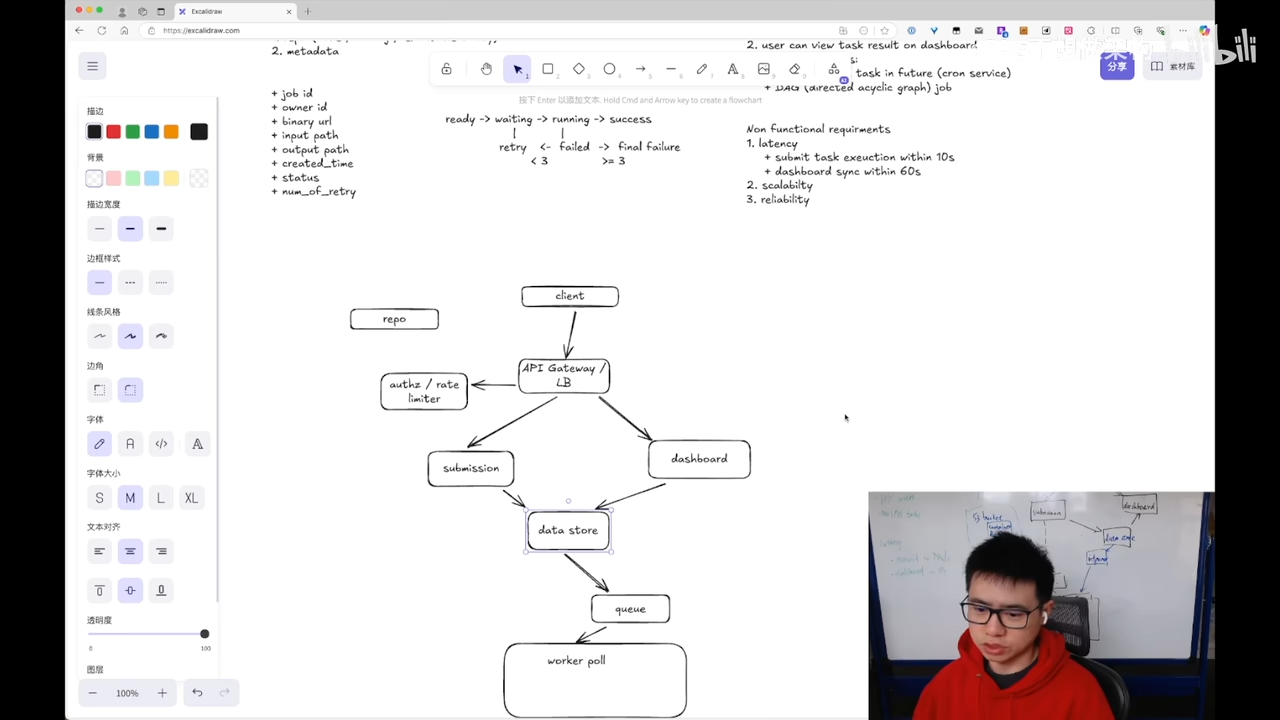 Excalidraw
https://excalidraw.com
2. metadata
+ job id
+ owner id
+ binary url
+ input path
+ output path
+ created_time
+ status
+ num_of_retry
按下 Enter 以添加文本. Hold Cmd and Arrow key to create a flowchart
ready -> waiting -> running -> success
retry <- failed -> final failure
< 3 >= 3
2. user can view task result on dashboard
task in future (cron service)
+ DAG (directed acyclic graph) job
分享
素材库
bili
Non functional requirments
1. latency
+ submit task exeuction within 10s
+ dashboard sync within 60s
2. scalabilty
3. reliability
描边
背景
描边宽度
边框样式
线条风格
边角
字体
字体大小
S M L XL
文本对齐
透明度
0 100
图层
100%
client
repo
API Gateway /
LB
authz / rate
limiter
submission
dashboard
data store
queue
worker poll
submission
dashboard
data store